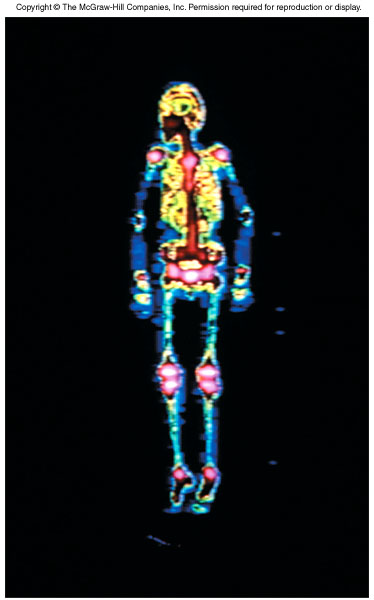 Copyright © The McGraw-Hill Companies, Inc. Permission required for reproduction or display.